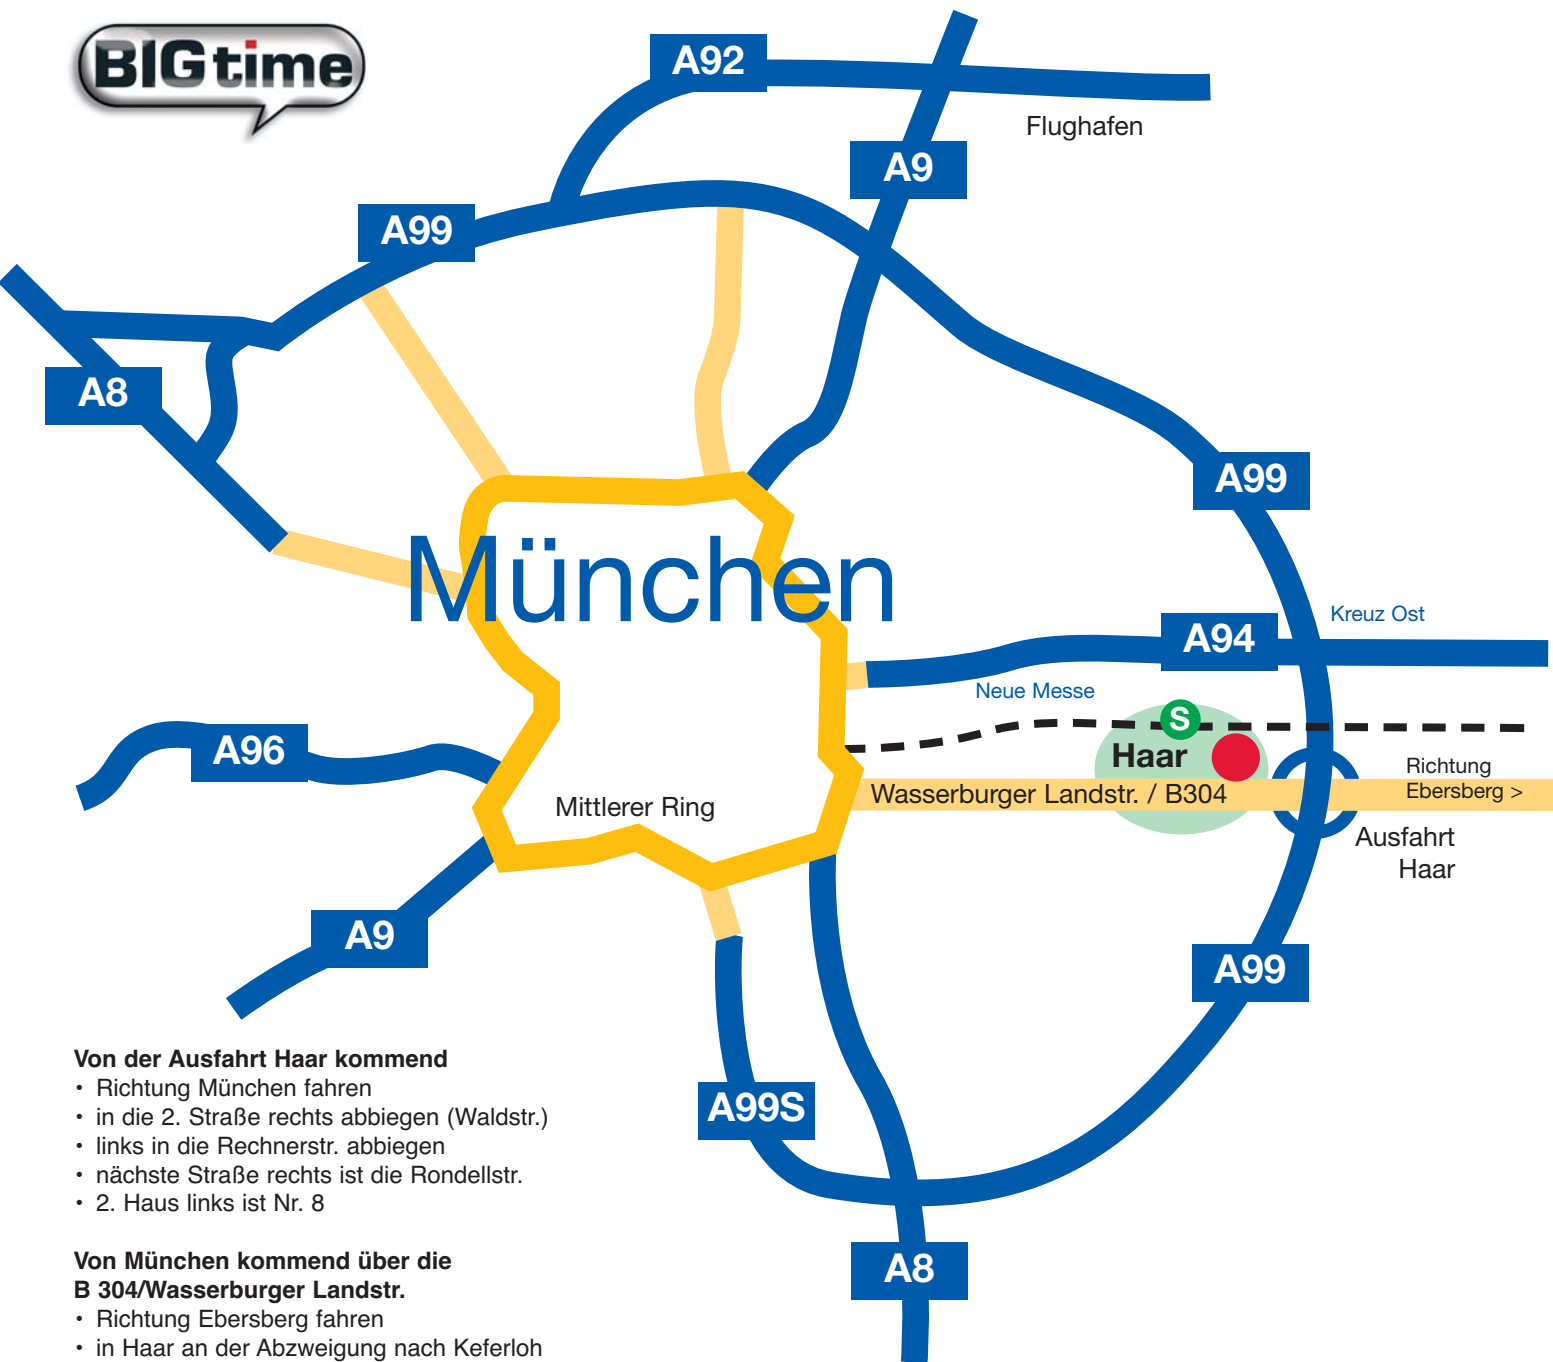 BIGtime
A92
Flughafen
A9
A99
A8
A99
München
Kreuz Ost
A94
Neue Messe
S
Haar
A96
Richtung
Ebersberg >
Mittlerer Ring
Wasserburger Landstr. / B304
Ausfahrt
Haar
A9
A99
Von der Ausfahrt Haar kommend
• Richtung München fahren
• in die 2. Straße rechts abbiegen (Waldstr.)
• links in die Rechnerstr. abbiegen
• nächste Straße rechts ist die Rondellstr.
• 2. Haus links ist Nr. 8
A99S
Von München kommend über die
B 304/Wasserburger Landstr.
• Richtung Ebersberg fahren
• in Haar an der Abzweigung nach Keferloh
A8